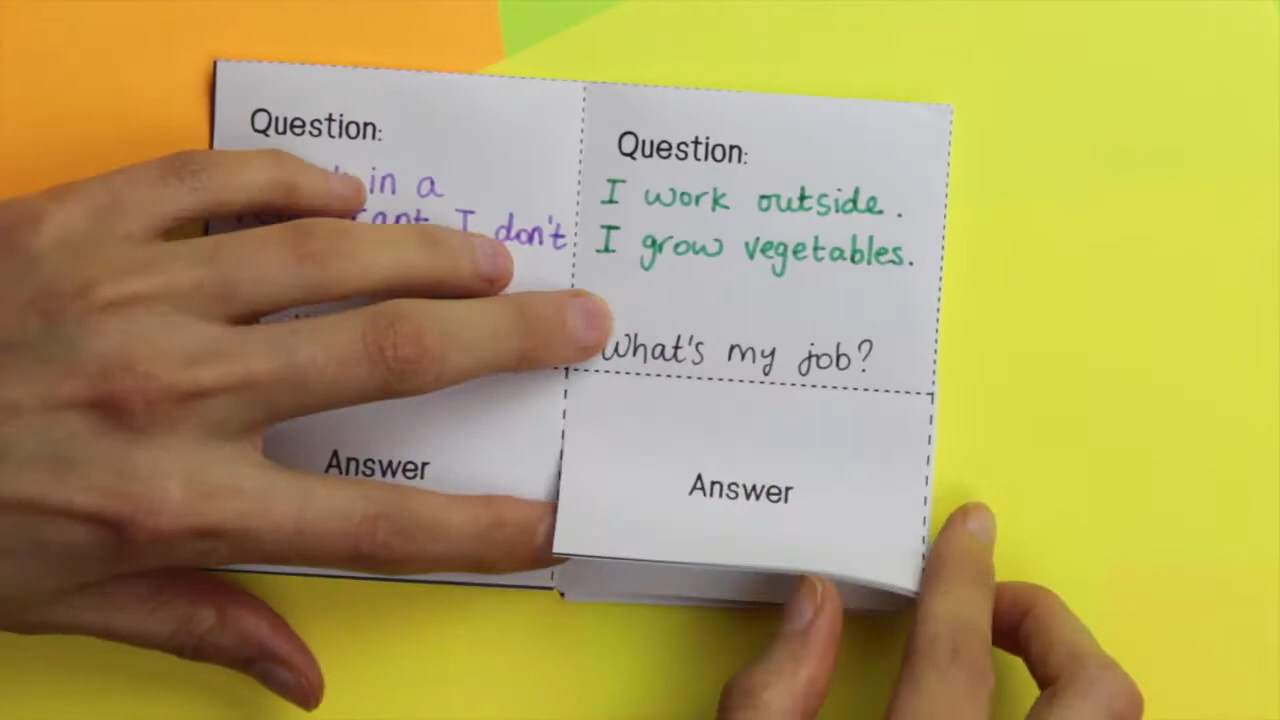 Question:
in a
I don't
Answer
Question:
I work outside.
I grow vegetables.
What's my job?
Answer